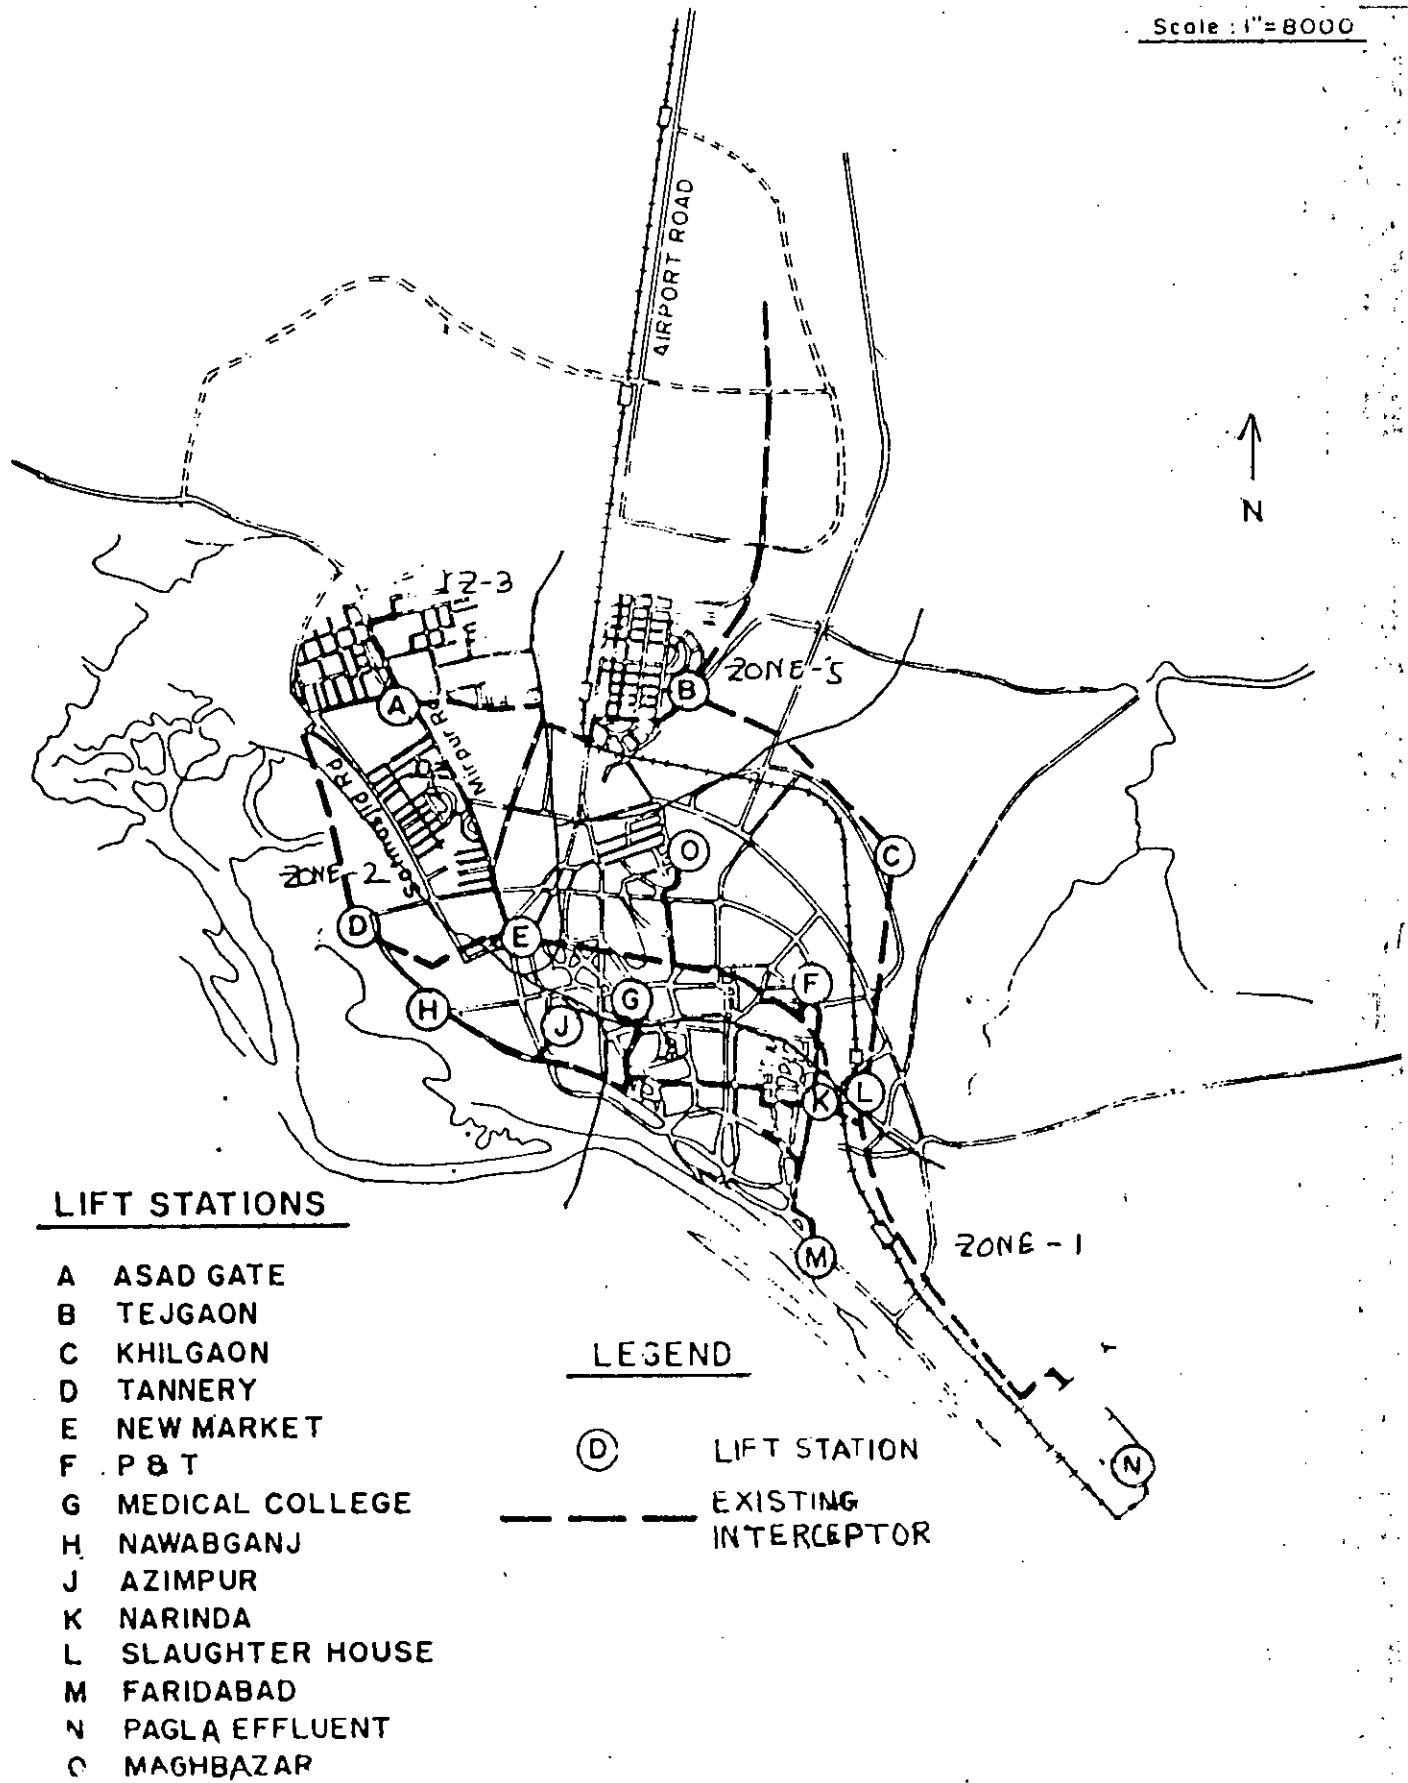 Scale : 1"=8000
AIRPORT ROAD
N
Z-3
ZONE-5
A
B
Mirpur Rd
Satmasjid Rd
O
C
ZONE-2
D
E
F
G
H
J
K
L
M
ZONE-1
N
LIFT STATIONS
A ASAD GATE
B TEJGAON
C KHILGAON
D TANNERY
E NEW MARKET
F P & T
G MEDICAL COLLEGE
H NAWABGANJ
J AZIMPUR
K NARINDA
L SLAUGHTER HOUSE
M FARIDABAD
N PAGLA EFFLUENT
O MAGHBAZAR
LEGEND
D LIFT STATION
EXISTING
INTERCEPTOR